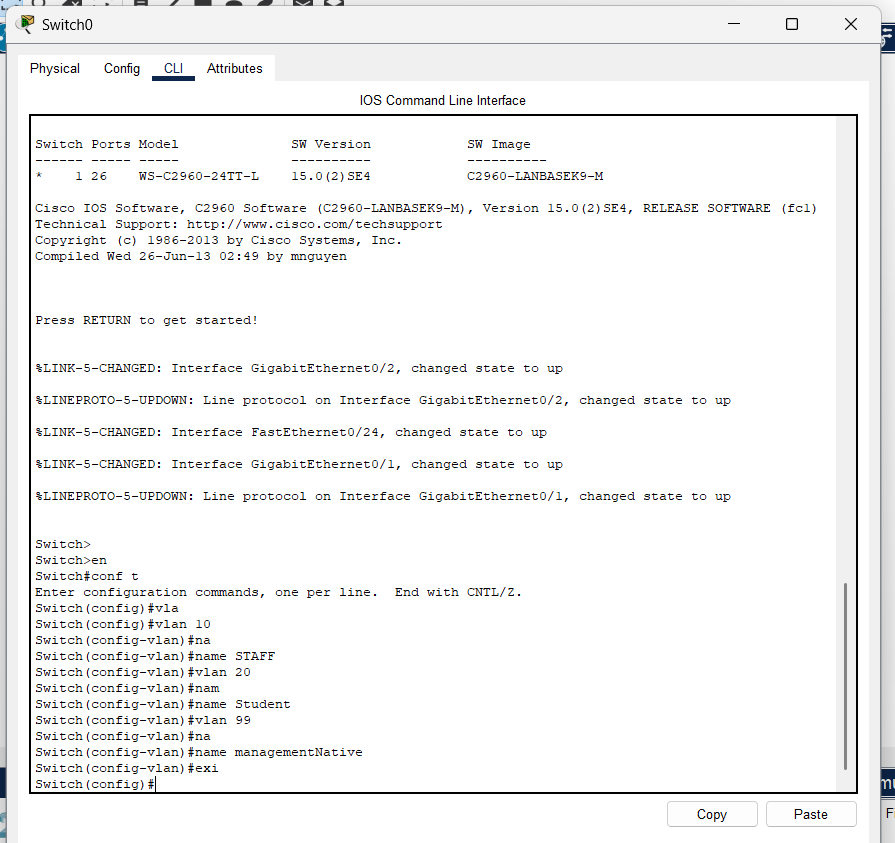 Switch0
Physical Config CLI Attributes
IOS Command Line Interface
Switch Ports Model SW Version SW Image
------ ----- ----- ---------- ----------
* 1 26 WS-C2960-24TT-L 15.0(2)SE4 C2960-LANBASEK9-M
Cisco IOS Software, C2960 Software (C2960-LANBASEK9-M), Version 15.0(2)SE4, RELEASE SOFTWARE (fc1)
Technical Support: http://www.cisco.com/techsupport
Copyright (c) 1986-2013 by Cisco Systems, Inc.
Compiled Wed 26-Jun-13 02:49 by mnguyen
Press RETURN to get started!
%LINK-5-CHANGED: Interface GigabitEthernet0/2, changed state to up
%LINEPROTO-5-UPDOWN: Line protocol on Interface GigabitEthernet0/2, changed state to up
%LINK-5-CHANGED: Interface FastEthernet0/24, changed state to up
%LINK-5-CHANGED: Interface GigabitEthernet0/1, changed state to up
%LINEPROTO-5-UPDOWN: Line protocol on Interface GigabitEthernet0/1, changed state to up
Switch>
Switch>en
Switch#conf t
Enter configuration commands, one per line. End with CNTL/Z.
Switch(config)#vla
Switch(config)#vlan 10
Switch(config-vlan)#na
Switch(config-vlan)#name STAFF
Switch(config-vlan)#vlan 20
Switch(config-vlan)#nam
Switch(config-vlan)#name Student
Switch(config-vlan)#vlan 99
Switch(config-vlan)#na
Switch(config-vlan)#name managementNative
Switch(config-vlan)#exi
Switch(config)#
Copy Paste